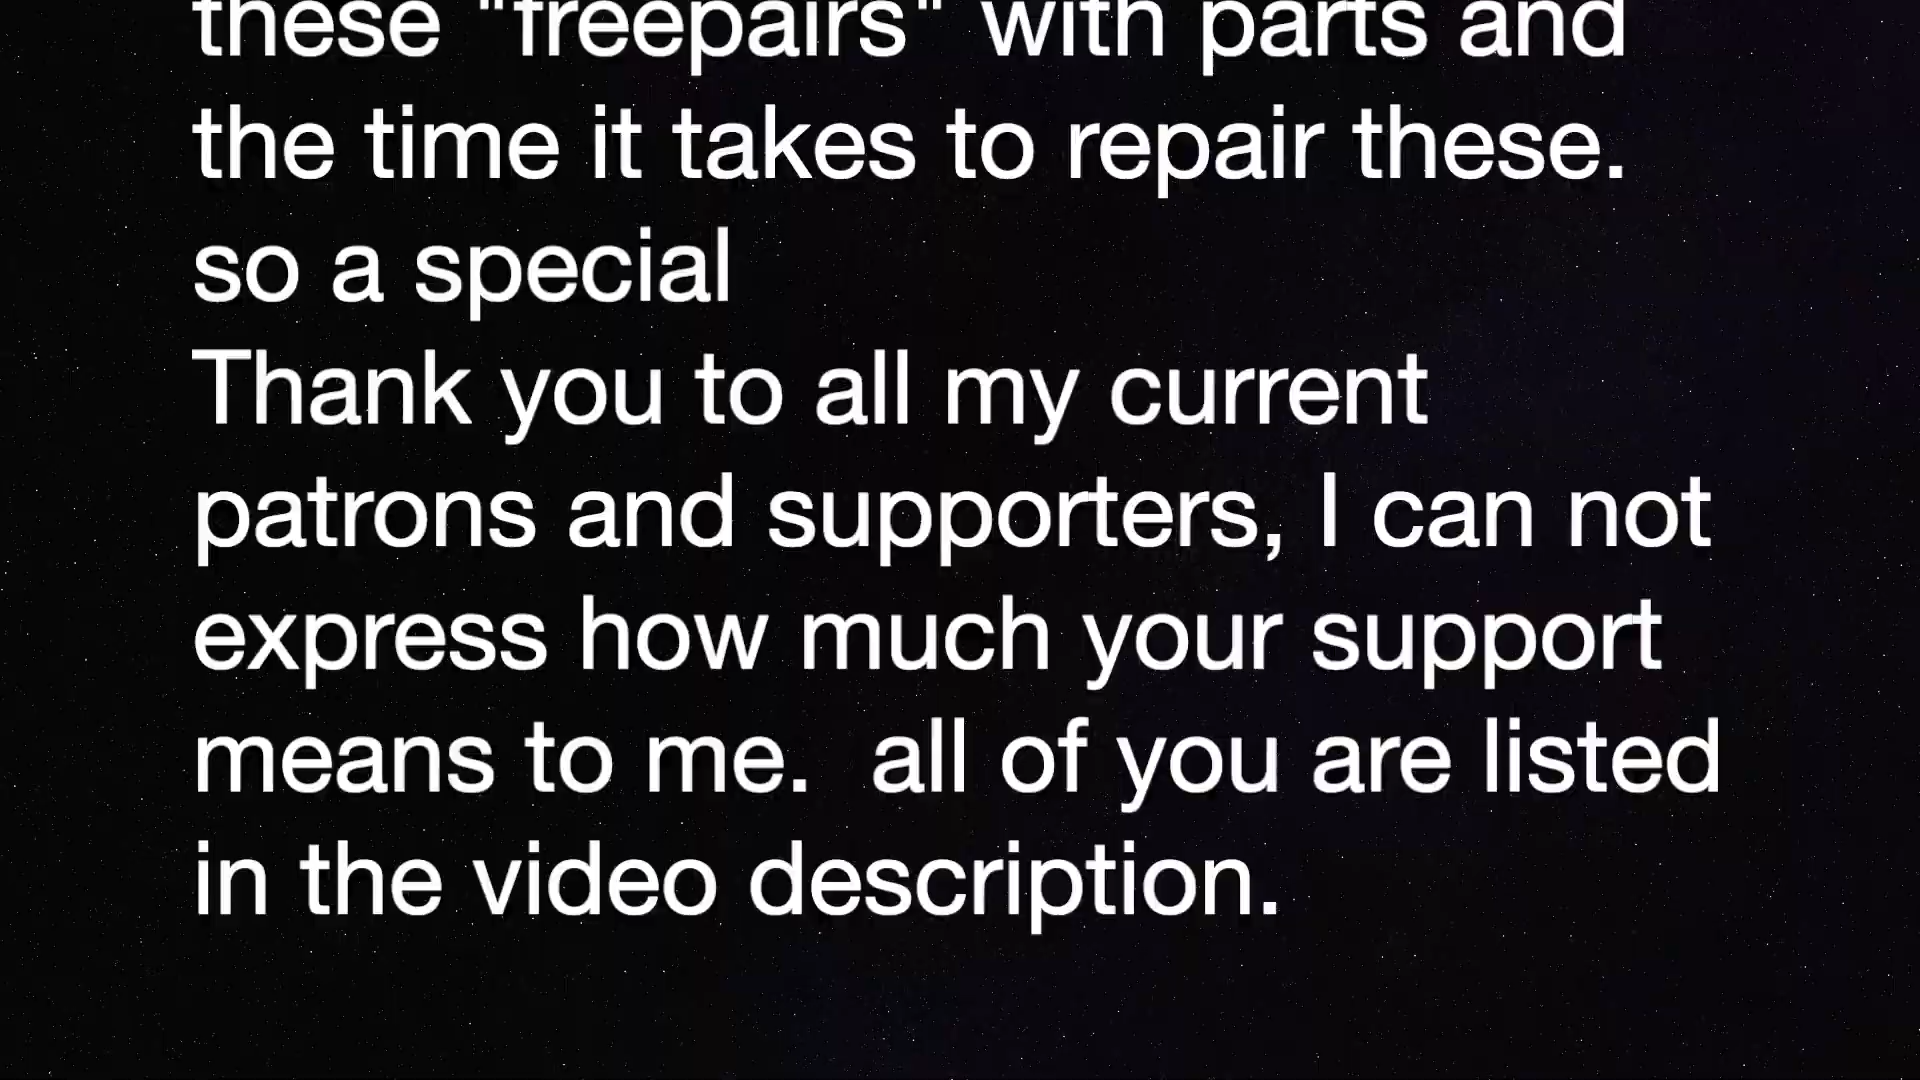 these "freepairs" with parts and
the time it takes to repair these.
so a special
Thank you to all my current
patrons and supporters, I can not
express how much your support
means to me.  all of you are listed
in the video description.